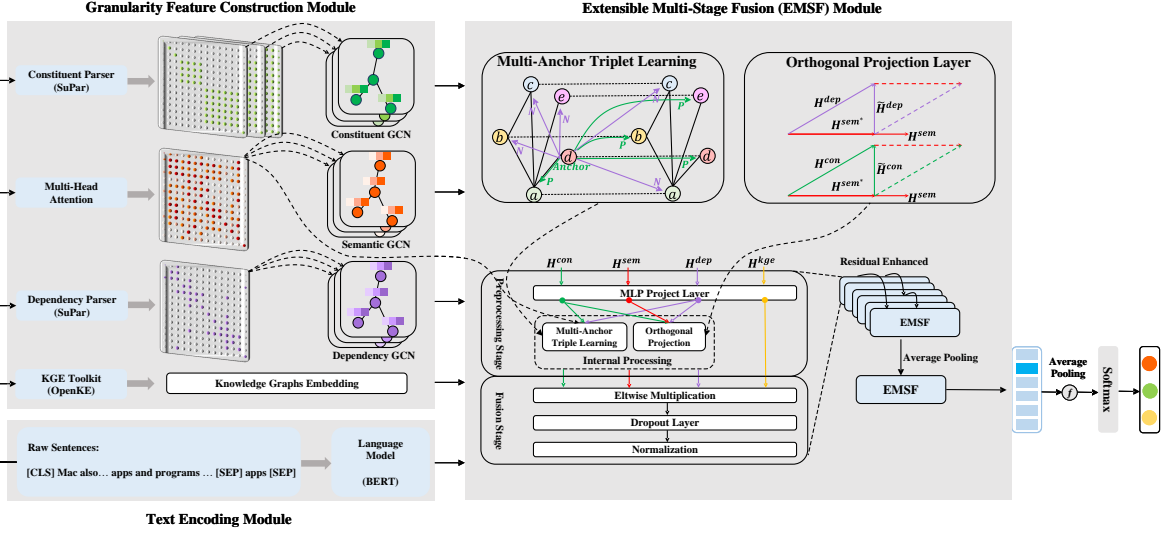 Granularity Feature Construction Module
Constituent Parser
(SuPar)
Constituent GCN
Multi-Head
Attention
Semantic GCN
Dependency Parser
(SuPar)
Dependency GCN
KGE Toolkit
(OpenKE)
Knowledge Graphs Embedding
Raw Sentences:
[CLS] Mac also… apps and programs … [SEP] apps [SEP]
Language
Model
(BERT)
Text Encoding Module
Extensible Multi-Stage Fusion (EMSF) Module
Multi-Anchor Triplet Learning
c
e
b
d
Anchor
a
c
e
b
d
a
N
N
N
N
N
P
P
P
P
Orthogonal Projection Layer
H^dep
H̃^dep
H^sem*
H^sem
H^con
H̃^con
H^sem*
H^sem
H^con
H^sem
H^dep
H^kge
Preprocessing Stage
MLP Project Layer
Multi-Anchor
Triple Learning
Orthogonal
Projection
Internal Processing
Fusion Stage
Eltwise Multiplication
Dropout Layer
Normalization
Residual Enhanced
EMSF
Average Pooling
EMSF
Average
Pooling
f
Softmax